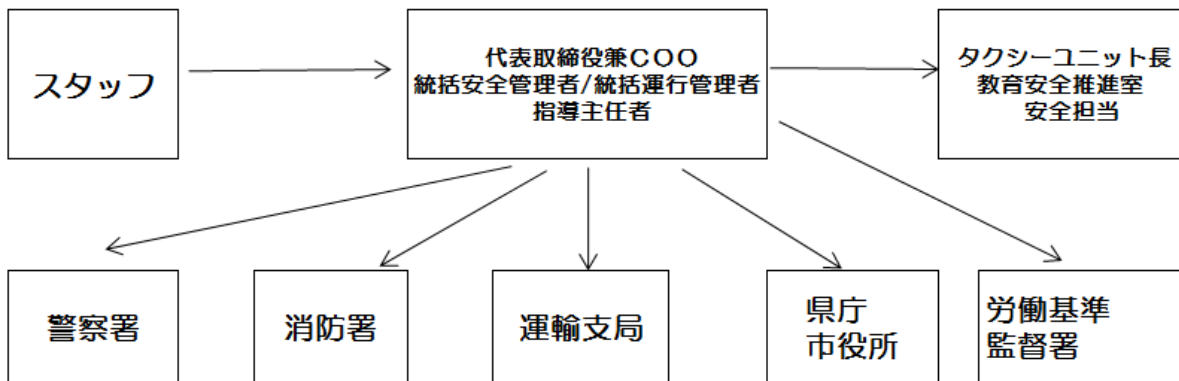 スタッフ
代表取締役兼COO
統括安全管理者/統括運行管理者
指導主任者
タクシーユニット長
教育安全推進室
安全担当
警察署
消防署
運輸支局
県庁
市役所
労働基準
監督署